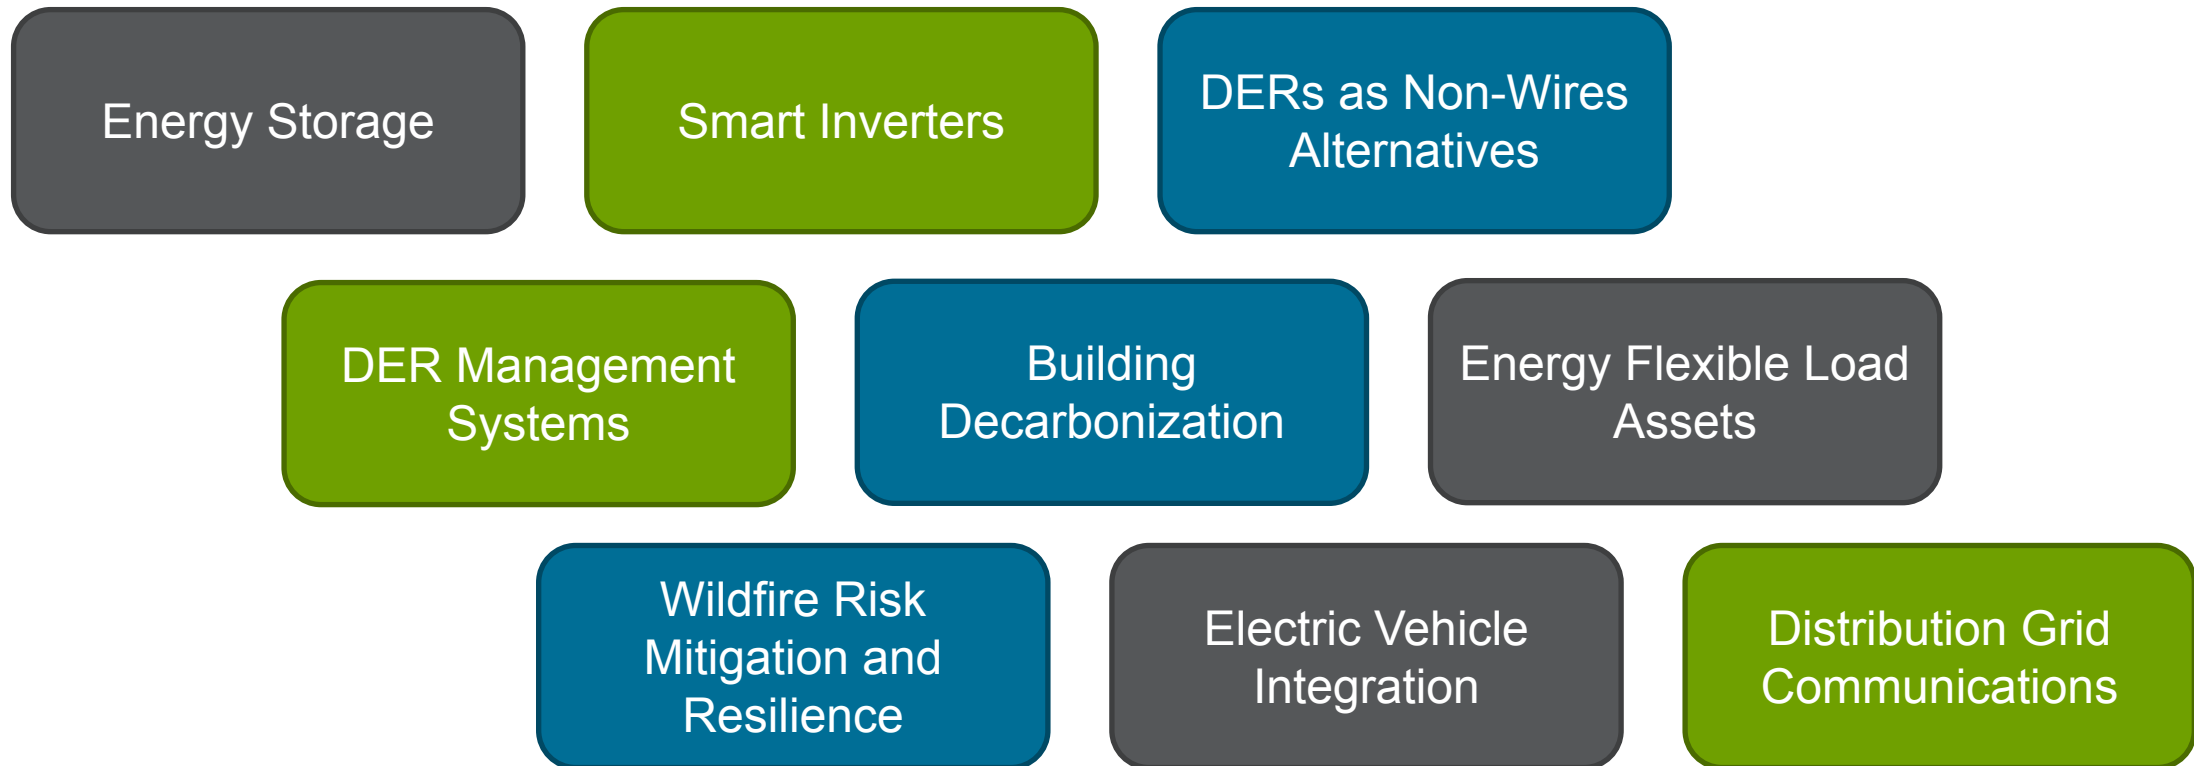 Energy Storage
Smart Inverters
DERs as Non-Wires
Alternatives
DER Management
Systems
Building
Decarbonization
Energy Flexible Load
Assets
Wildfire Risk
Mitigation and
Resilience
Electric Vehicle
Integration
Distribution Grid
Communications